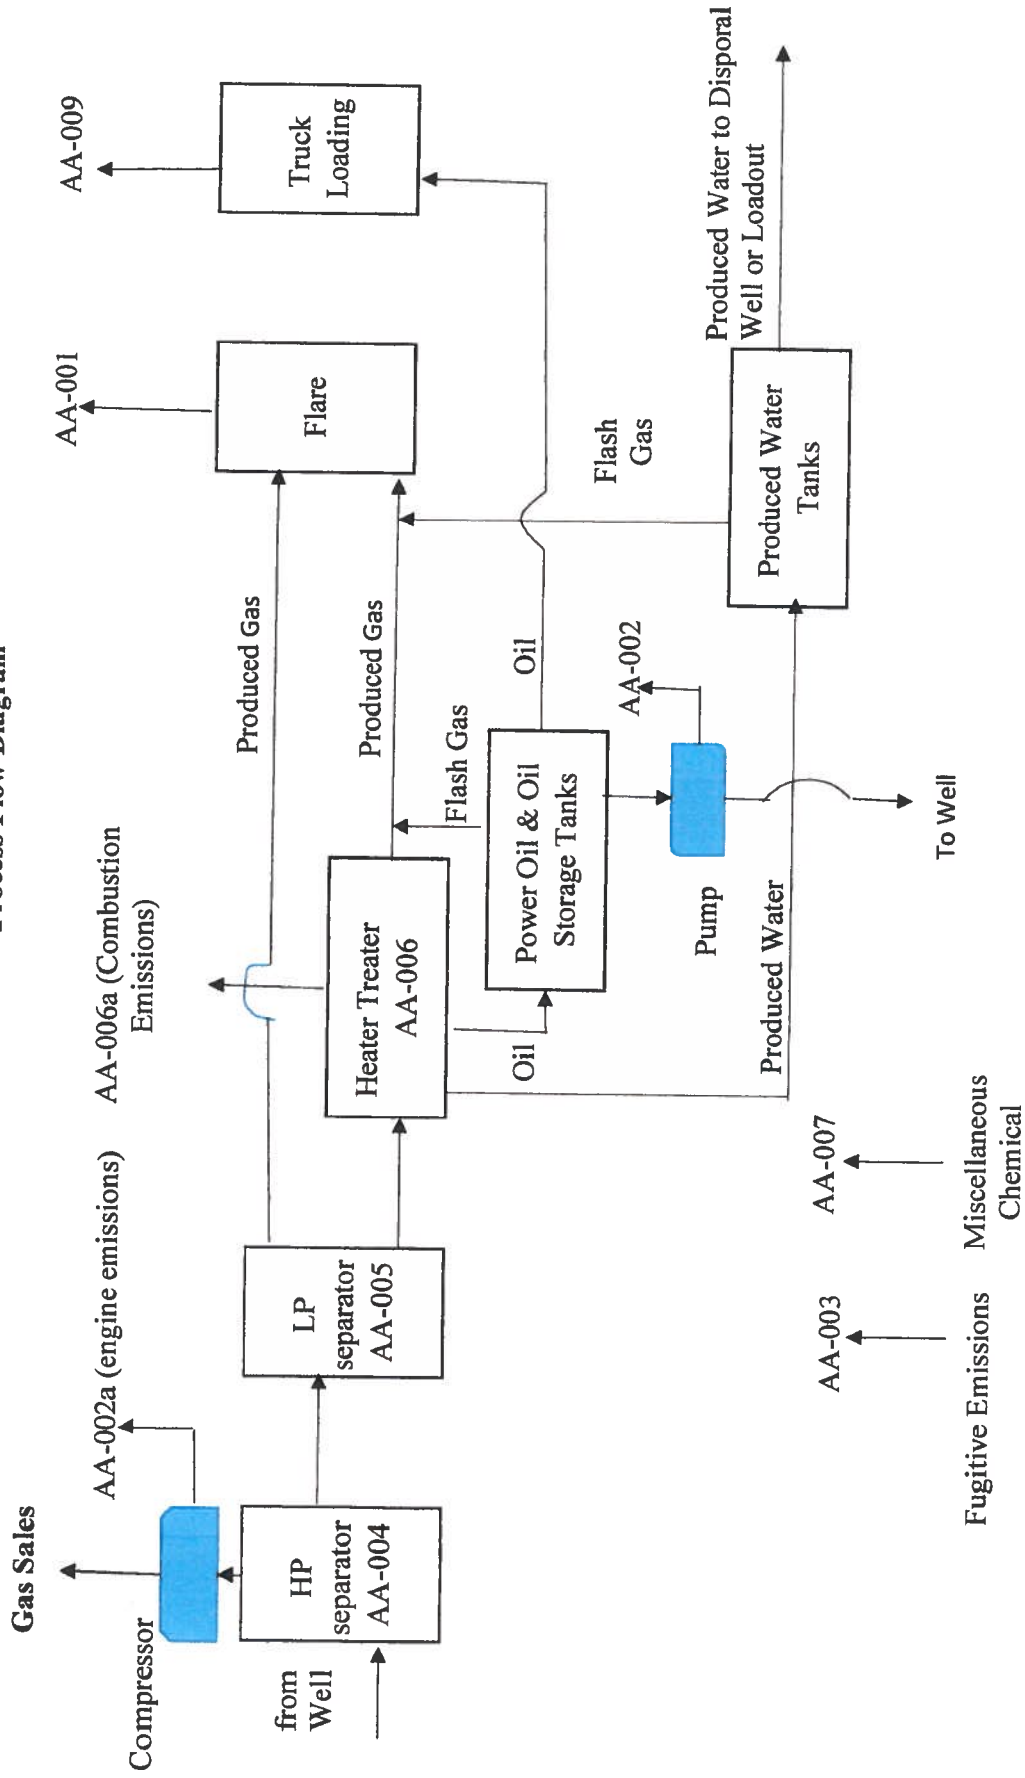 Process Flow Diagram
Gas Sales
Compressor
AA-002a (engine emissions)
AA-006a (Combustion
Emissions)
AA-001
AA-009
from
Well
HP
separator
AA-004
LP
separator
AA-005
Heater Treater
AA-006
Produced Gas
Produced Gas
Flash Gas
Flare
Truck
Loading
Oil
Power Oil & Oil
Storage Tanks
Oil
Flash
Gas
Pump
AA-002
To Well
Produced Water
Produced Water
Tanks
Produced Water to Disporal
Well or Loadout
AA-003
Fugitive Emissions
AA-007
Miscellaneous
Chemical